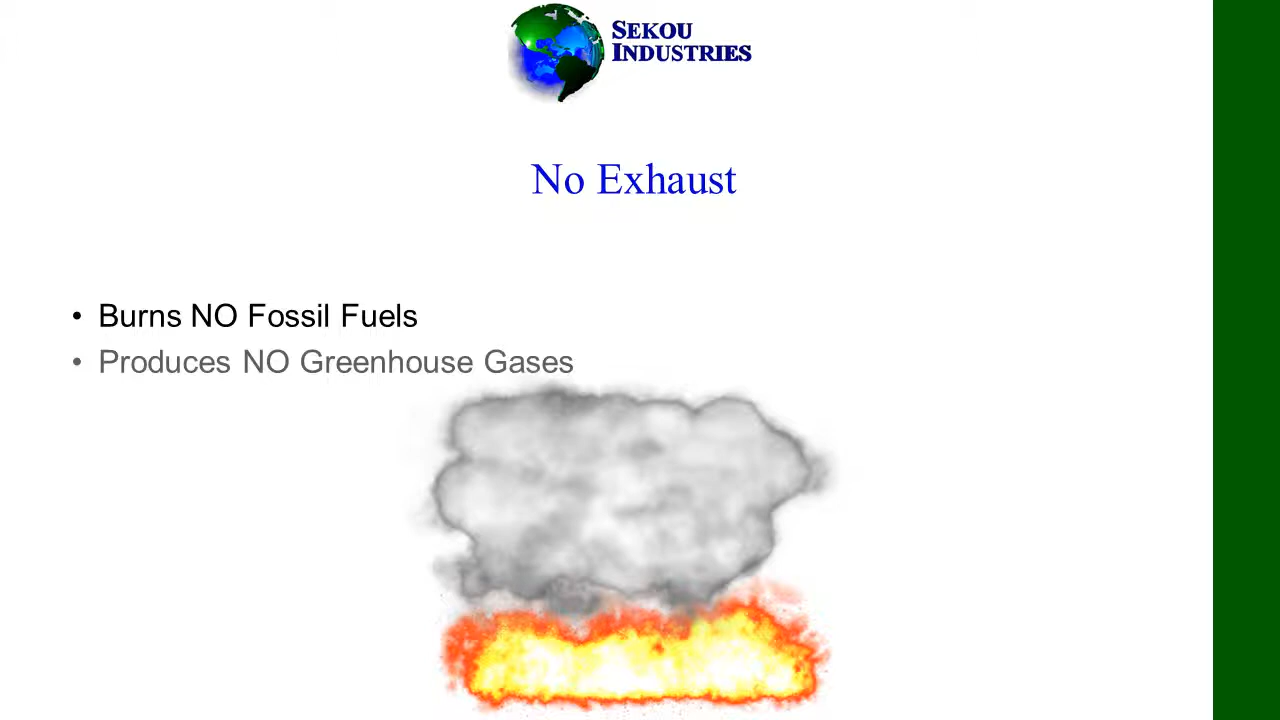 SEKOU
INDUSTRIES
No Exhaust
• Burns NO Fossil Fuels
• Produces NO Greenhouse Gases